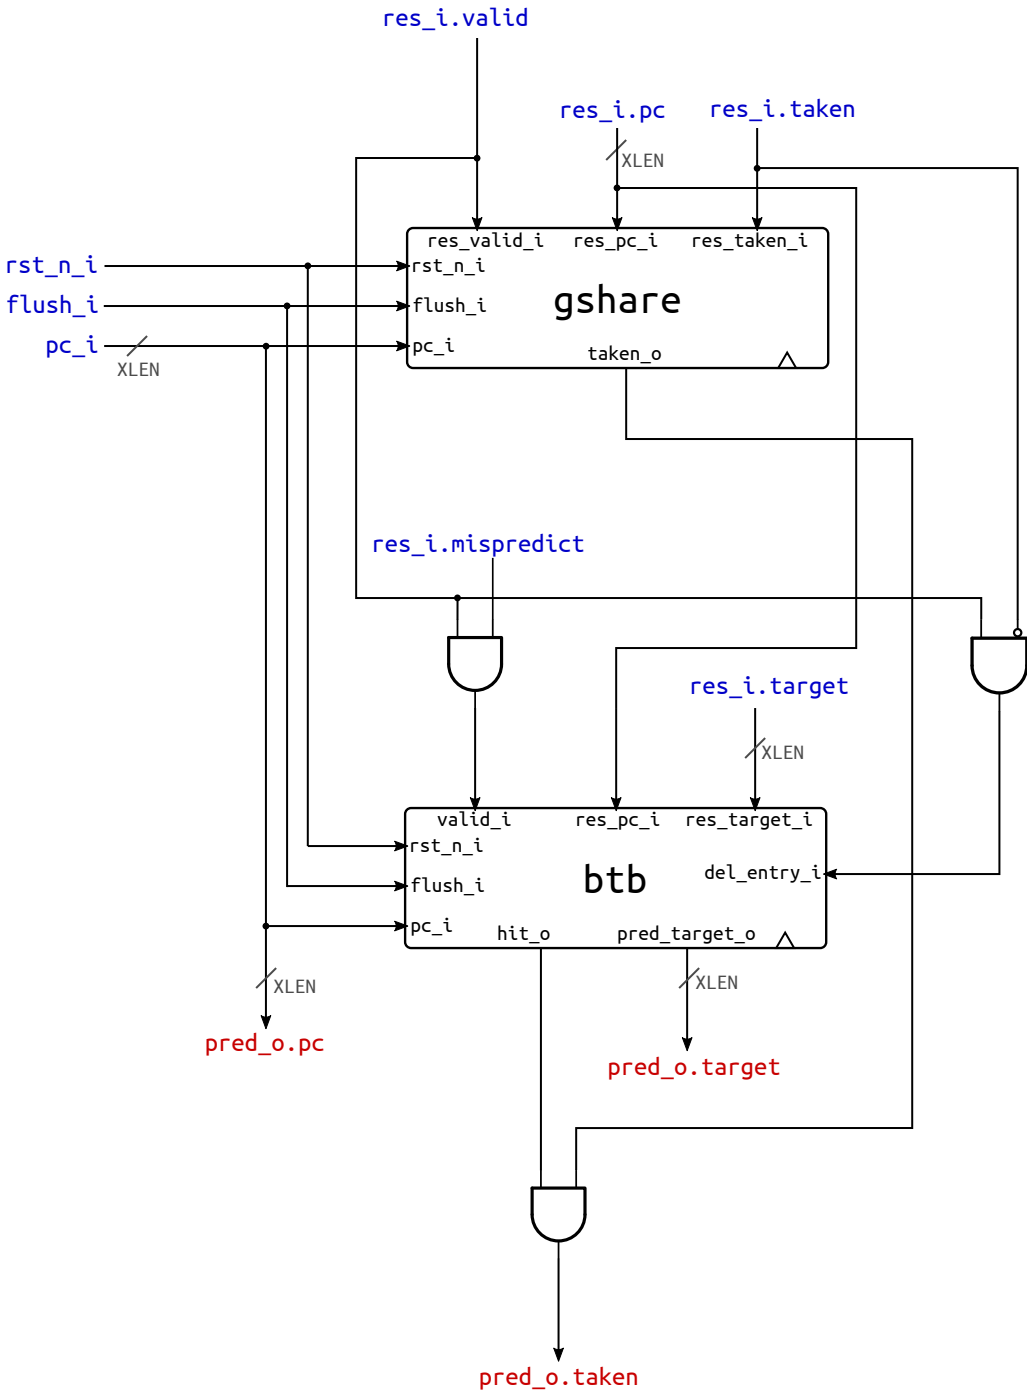 res_i.valid
res_i.pc
res_i.taken
XLEN
res_valid_i
res_pc_i
res_taken_i
rst_n_i
rst_n_i
flush_i
flush_i
gshare
pc_i
pc_i
XLEN
taken_o
res_i.mispredict
res_i.target
XLEN
valid_i
res_pc_i
res_target_i
rst_n_i
btb
del_entry_i
flush_i
pc_i
hit_o
pred_target_o
XLEN
XLEN
pred_o.pc
pred_o.target
pred_o.taken